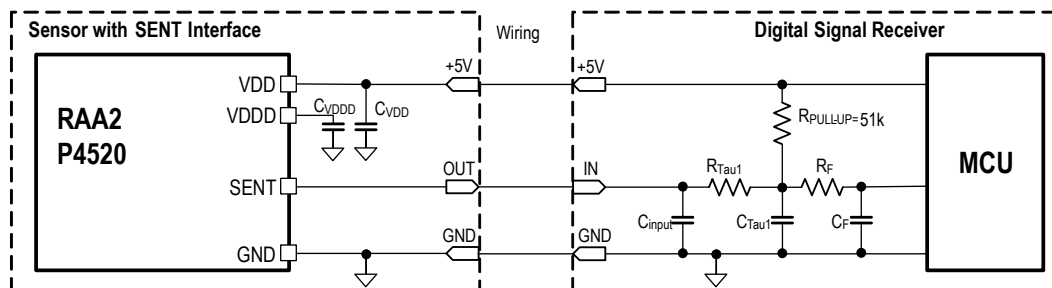 Sensor with SENT Interface
Wiring
Digital Signal Receiver
RAA2
P4520
VDD
VDDD
SENT
GND
CVDDD
CVDD
+5V
OUT
GND
+5V
IN
GND
RPULL-UP=51k
RTau1
RF
Cinput
CTau1
CF
MCU